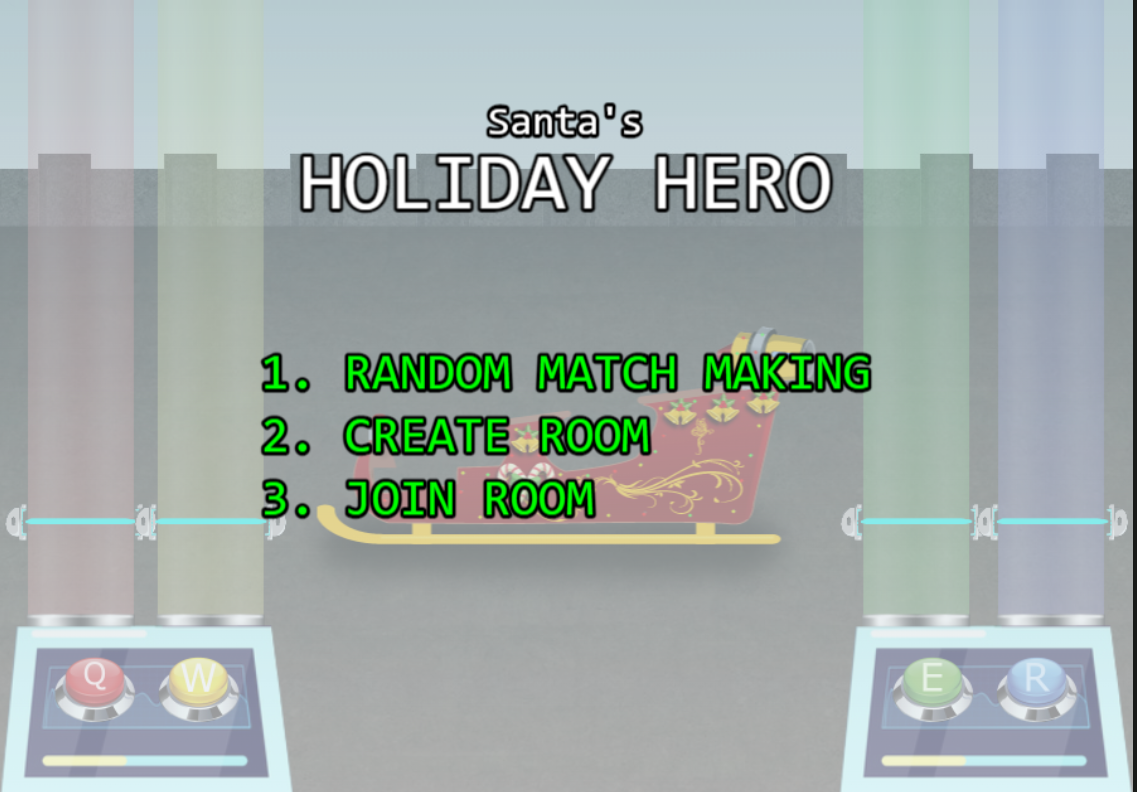 Santa's
HOLIDAY HERO
1. RANDOM MATCH MAKING
2. CREATE ROOM
3. JOIN ROOM
Q W E R